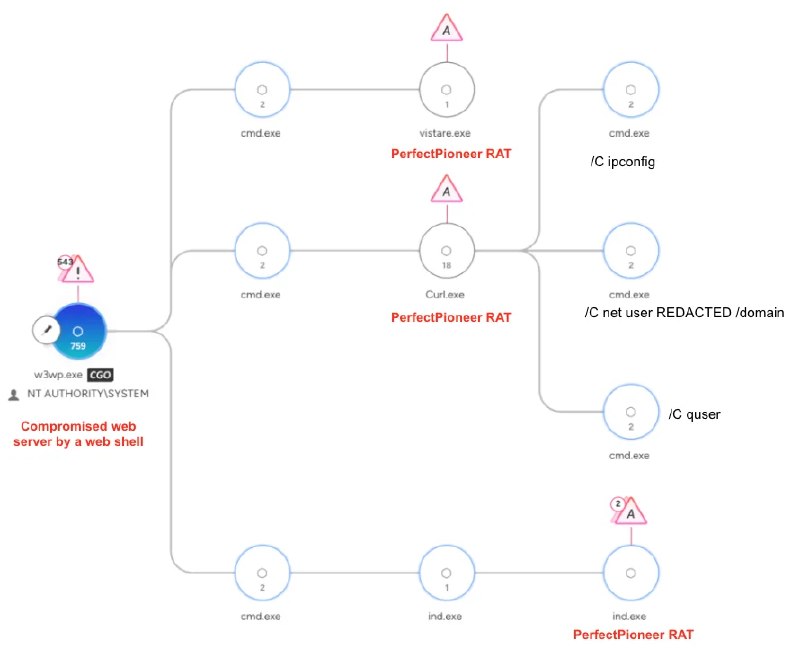 A
2
cmd.exe
1
vistare.exe
PerfectPioneer RAT
2
cmd.exe
/C ipconfig
A
2
cmd.exe
18
Curl.exe
PerfectPioneer RAT
2
cmd.exe
/C net user REDACTED /domain
543
!
759
w3wp.exe CGO
NT AUTHORITY\SYSTEM
Compromised web
server by a web shell
2
cmd.exe
/C quser
2
A
2
cmd.exe
1
ind.exe
ind.exe
PerfectPioneer RAT